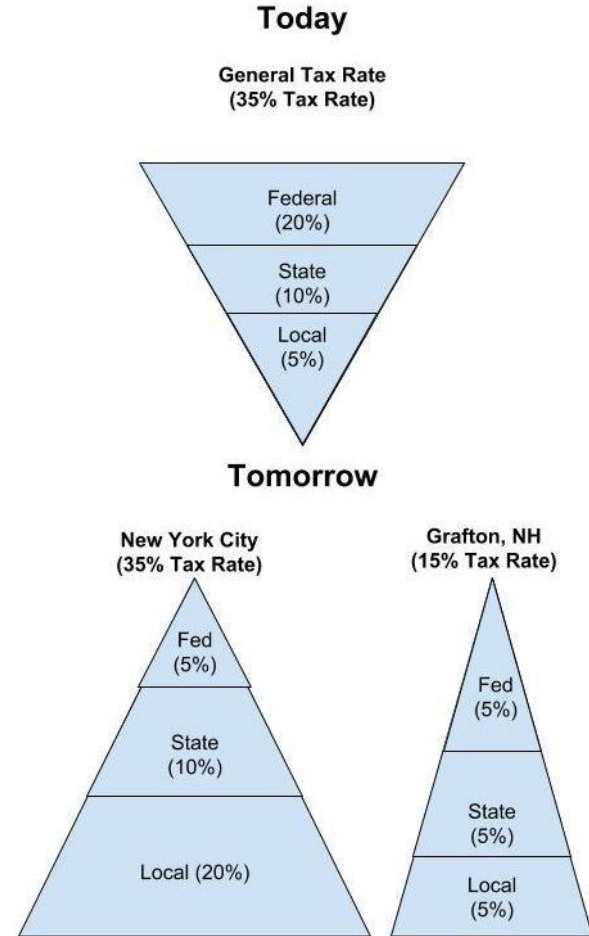 Today
General Tax Rate
(35% Tax Rate)
Federal
(20%)
State
(10%)
Local
(5%)
Tomorrow
New York City
(35% Tax Rate)
Fed
(5%)
State
(10%)
Local (20%)
Grafton, NH
(15% Tax Rate)
Fed
(5%)
State
(5%)
Local
(5%)